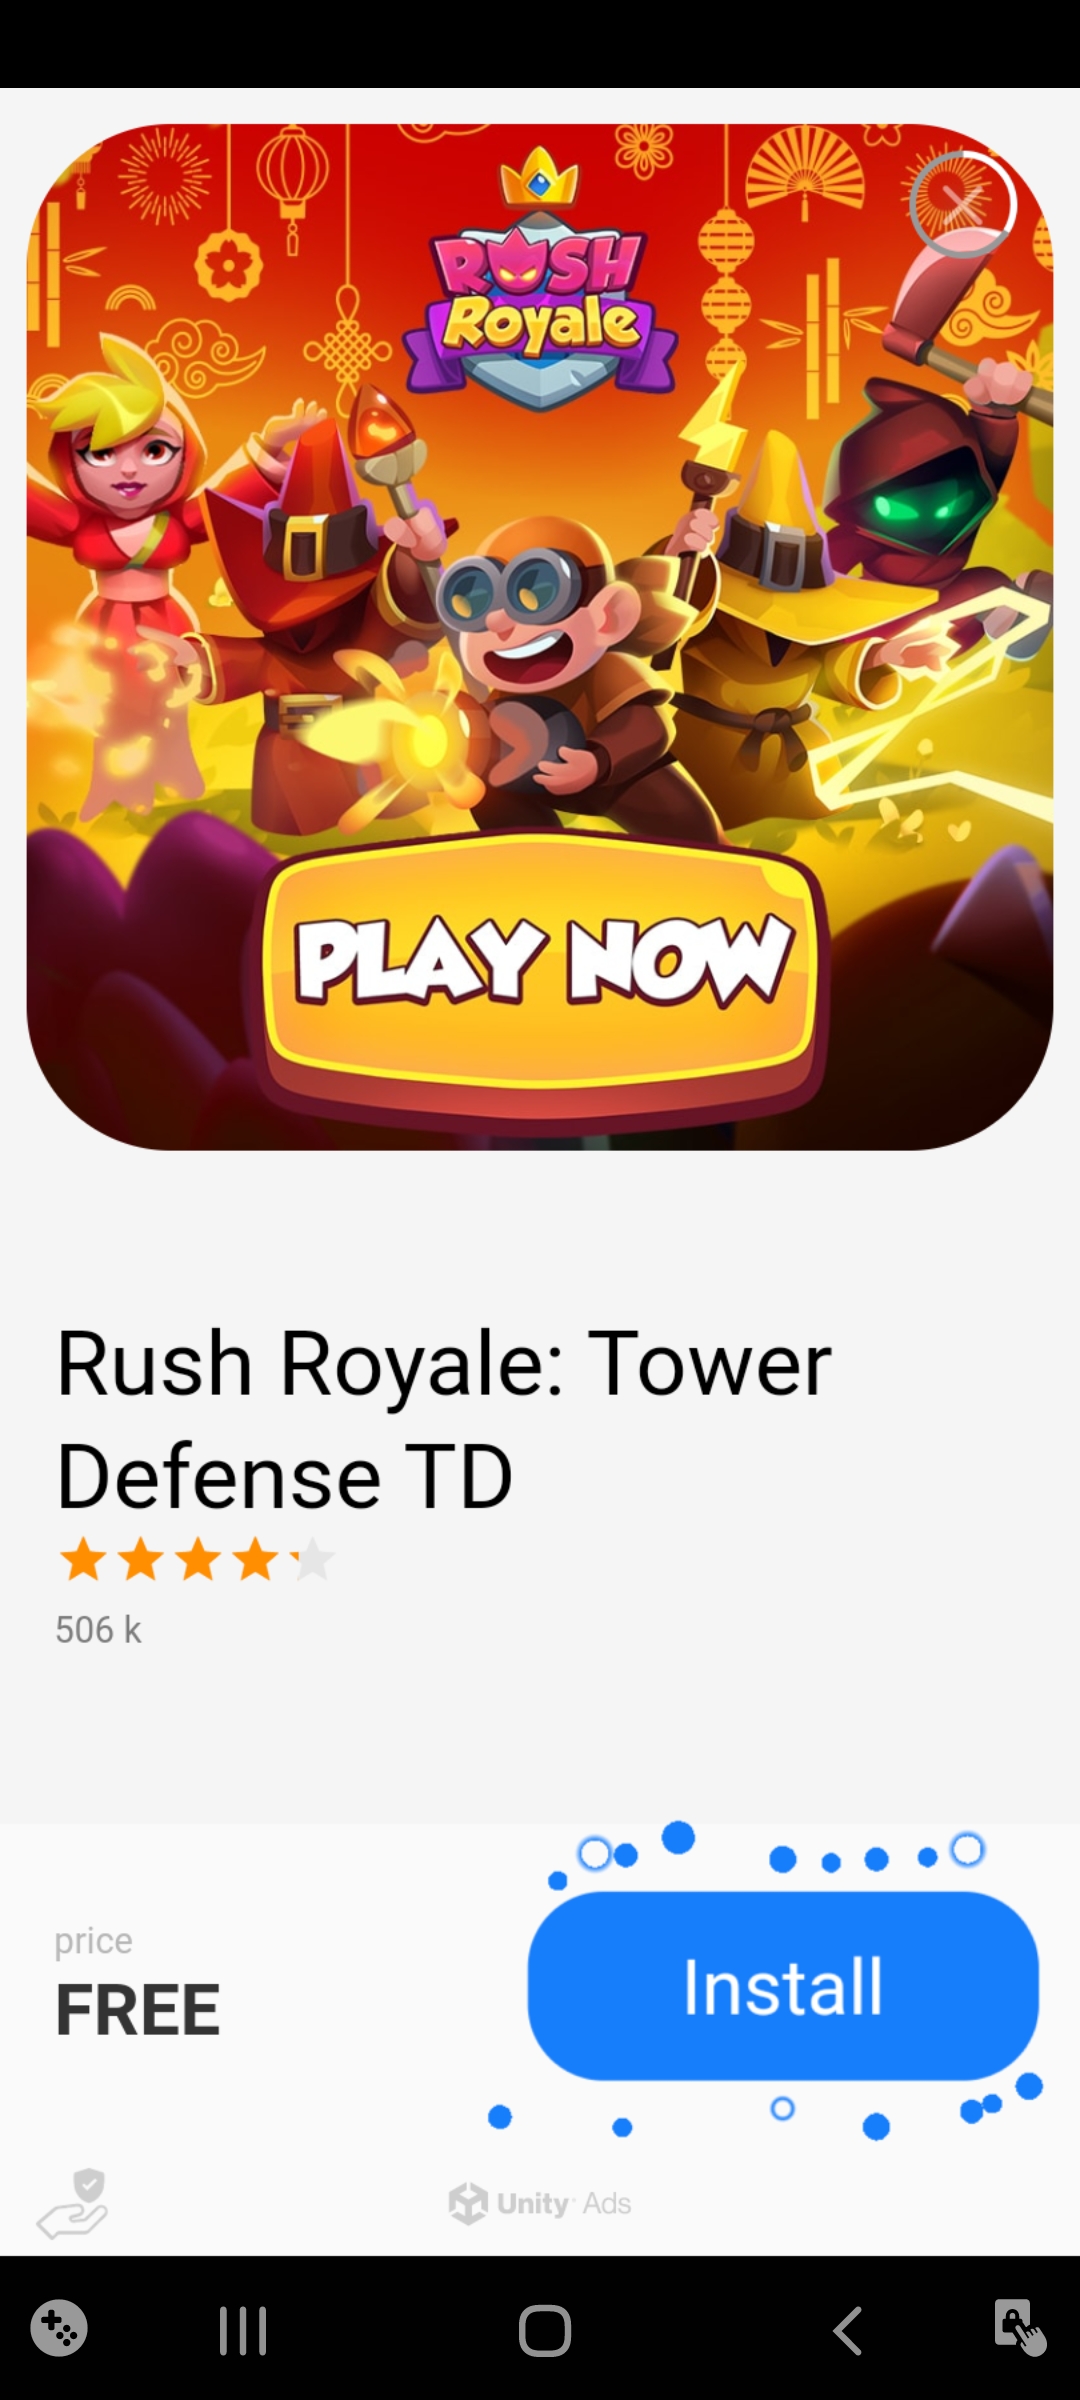 RUSH
Royale
PLAY NOW
Rush Royale: Tower
Defense TD
506 k
price
FREE
Install
Unity Ads